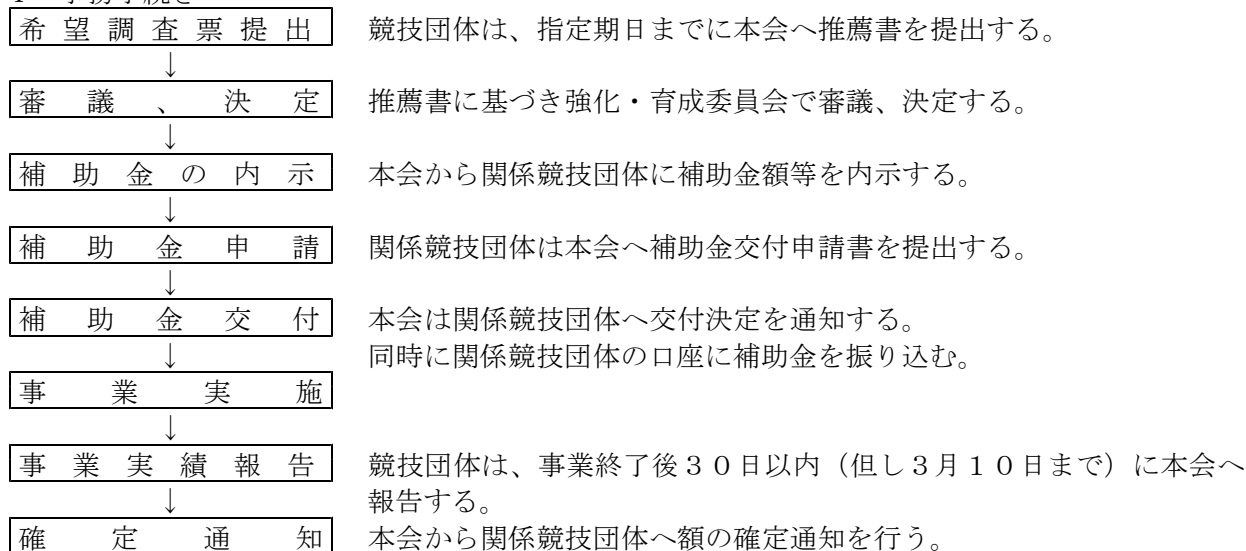 希望調査票提出 競技団体は、指定期日までに本会へ推薦書を提出する。
↓
審議、決定 推薦書に基づき強化・育成委員会で審議、決定する。
↓
補助金の内示 本会から関係競技団体に補助金額等を内示する。
↓
補助金申請 関係競技団体は本会へ補助金交付申請書を提出する。
↓
補助金交付 本会は関係競技団体へ交付決定を通知する。
↓ 同時に関係競技団体の口座に補助金を振り込む。
事業実施
↓
事業実績報告 競技団体は、事業終了後30日以内(但し3月10日まで)に本会へ
↓ 報告する。
確定通知 本会から関係競技団体へ額の確定通知を行う。